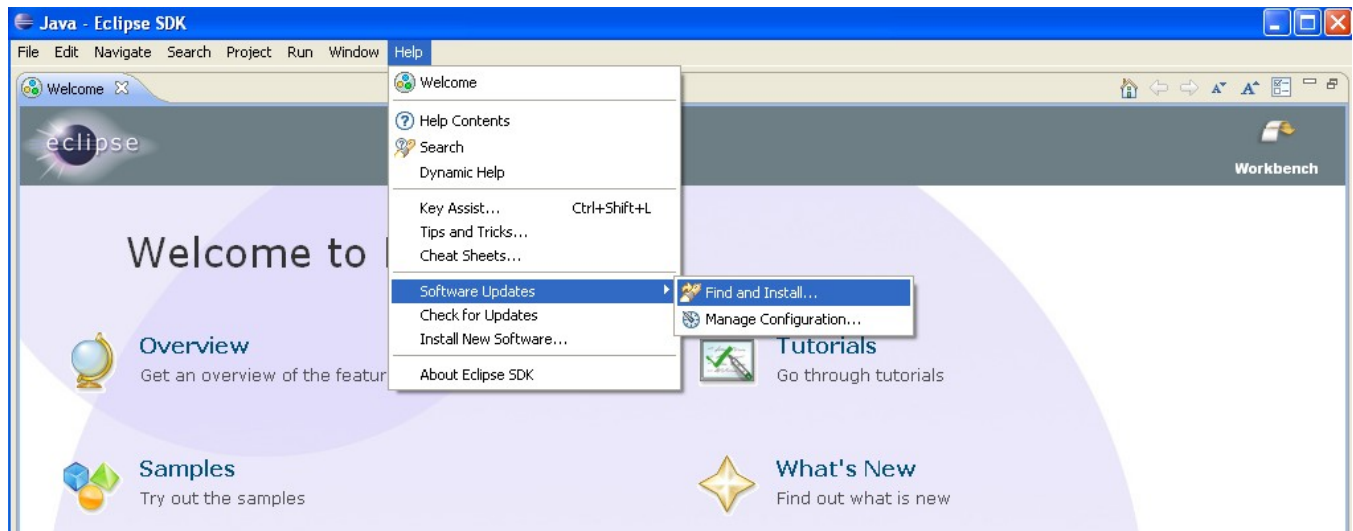 Java - Eclipse SDK
File Edit Navigate Search Project Run Window Help
Welcome
eclipse
Workbench
Welcome
Help Contents
Search
Dynamic Help
Key Assist... Ctrl+Shift+L
Tips and Tricks...
Cheat Sheets...
Software Updates
Check for Updates
Install New Software...
About Eclipse SDK
Find and Install...
Manage Configuration...
Welcome to
Overview
Get an overview of the featur
Tutorials
Go through tutorials
Samples
Try out the samples
What's New
Find out what is new